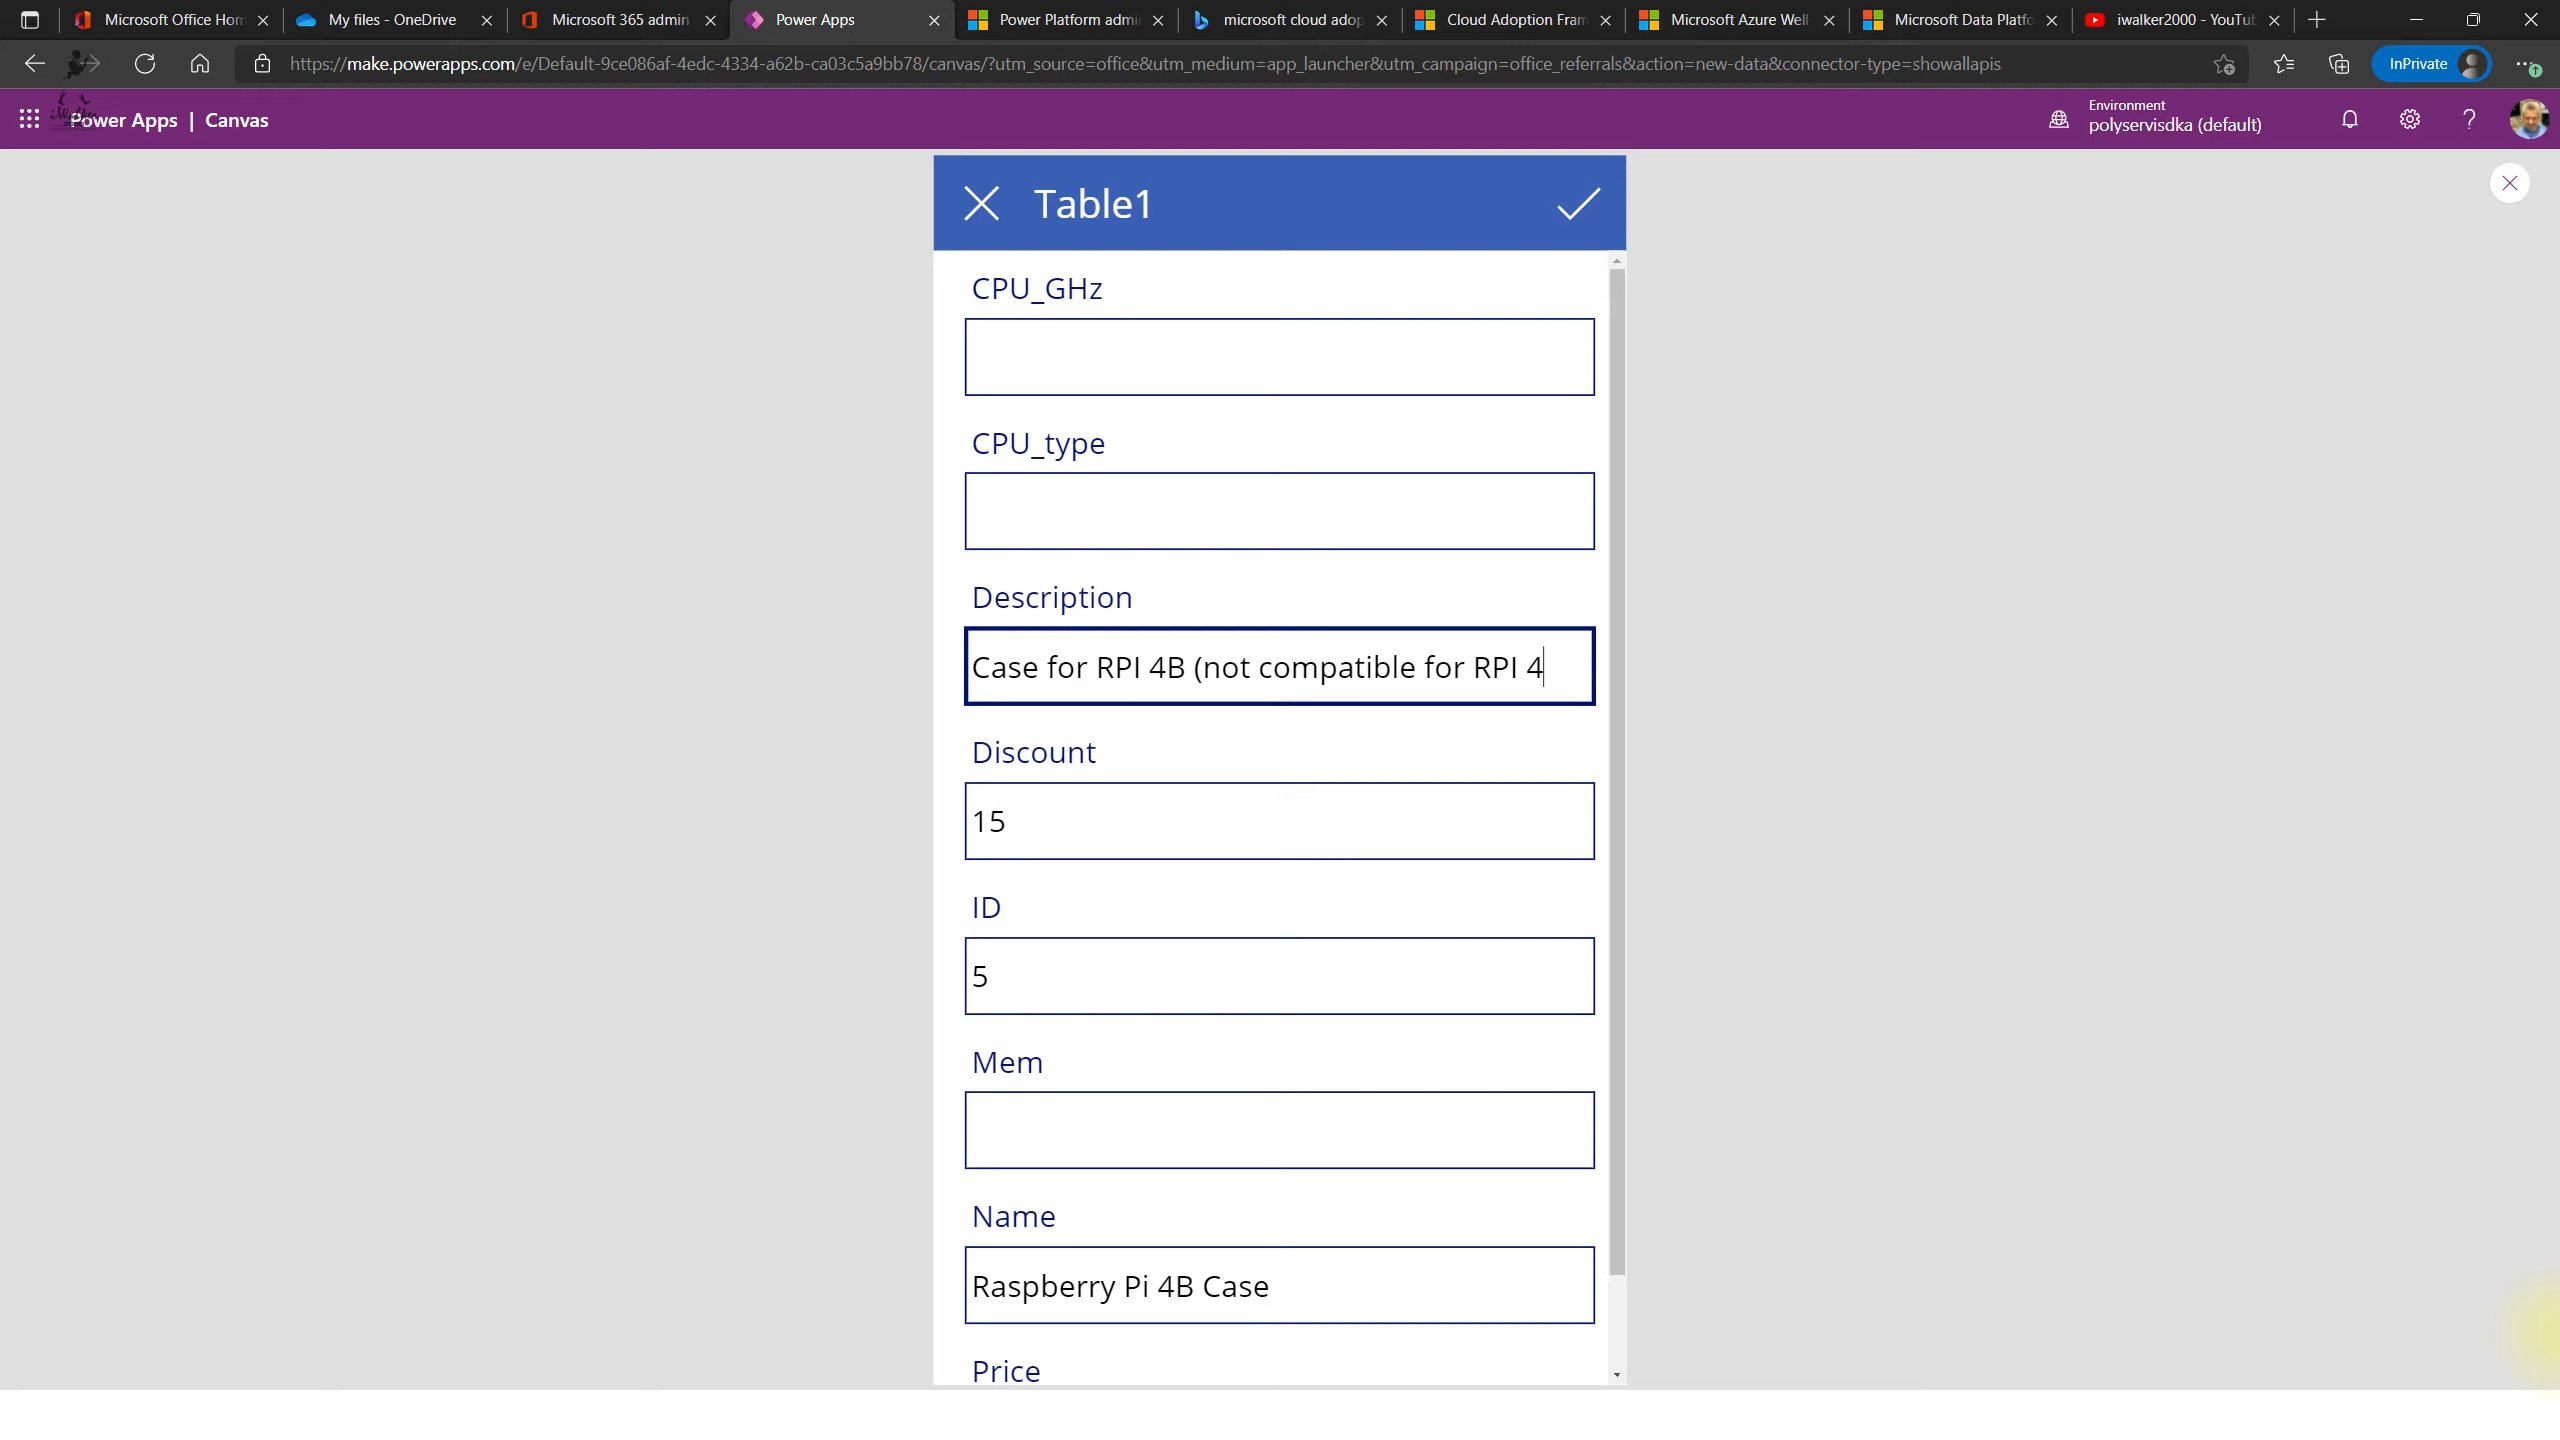 Microsoft Office Hom
My files - OneDrive
Microsoft 365 admin
Power Apps
Power Platform admi
microsoft cloud adop
Cloud Adoption Fram
Microsoft Azure Well-
Microsoft Data Platfo
iwalker2000 - YouTub
https://make.powerapps.com/e/Default-9ce086af-4edc-4334-a62b-ca03c5a9bb78/canvas/?utm_source=office&utm_medium=app_launcher&utm_campaign=office_referrals&action=new-data&connector-type=showallapis
InPrivate
Power Apps | Canvas
Environment
polyservisdka (default)
Table1
CPU_GHz
CPU_type
Description
Case for RPI 4B (not compatible for RPI 4
Discount
15
ID
5
Mem
Name
Raspberry Pi 4B Case
Price